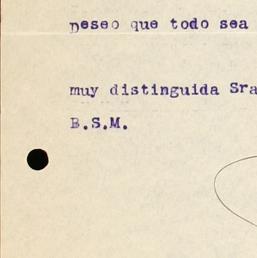 deseo que todo sea
muy distinguida Sra
B.S.M.